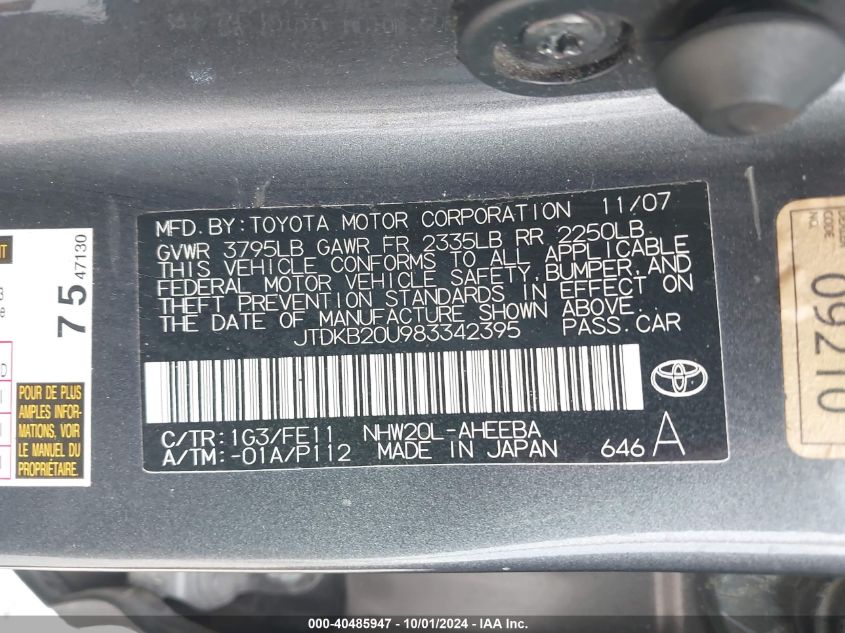 MFD. BY: TOYOTA MOTOR CORPORATION 11/07
GVWR 3795LB GAWR FR 2335LB RR 2250LB
THIS VEHICLE CONFORMS TO ALL APPLICABLE
FEDERAL MOTOR VEHICLE SAFETY, BUMPER, AND
THEFT PREVENTION STANDARDS IN EFFECT ON
THE DATE OF MANUFACTURE SHOWN ABOVE.
JTDKB20U983342395 PASS. CAR
C/TR: 1G3/FE11 NHW20L-AHEEBA
A/TM: -01A/P112 MADE IN JAPAN 646 A
75 47130
POUR DE PLUS
AMPLES INFOR-
MATIONS, VOIR
LE MANUEL DU
PROPRIÉTAIRE.
CODE
NO.
09210
000-40485947 - 10/01/2024 - IAA Inc.